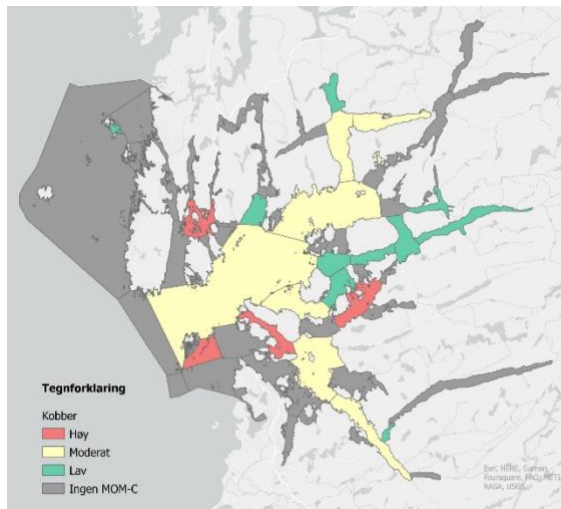 Tegnforklaring
Kobber
Høy
Moderat
Lav
Ingen MOM-C
Esri, HERE, Garmin,
Foursquare, FAO, METI/
NASA, USGS